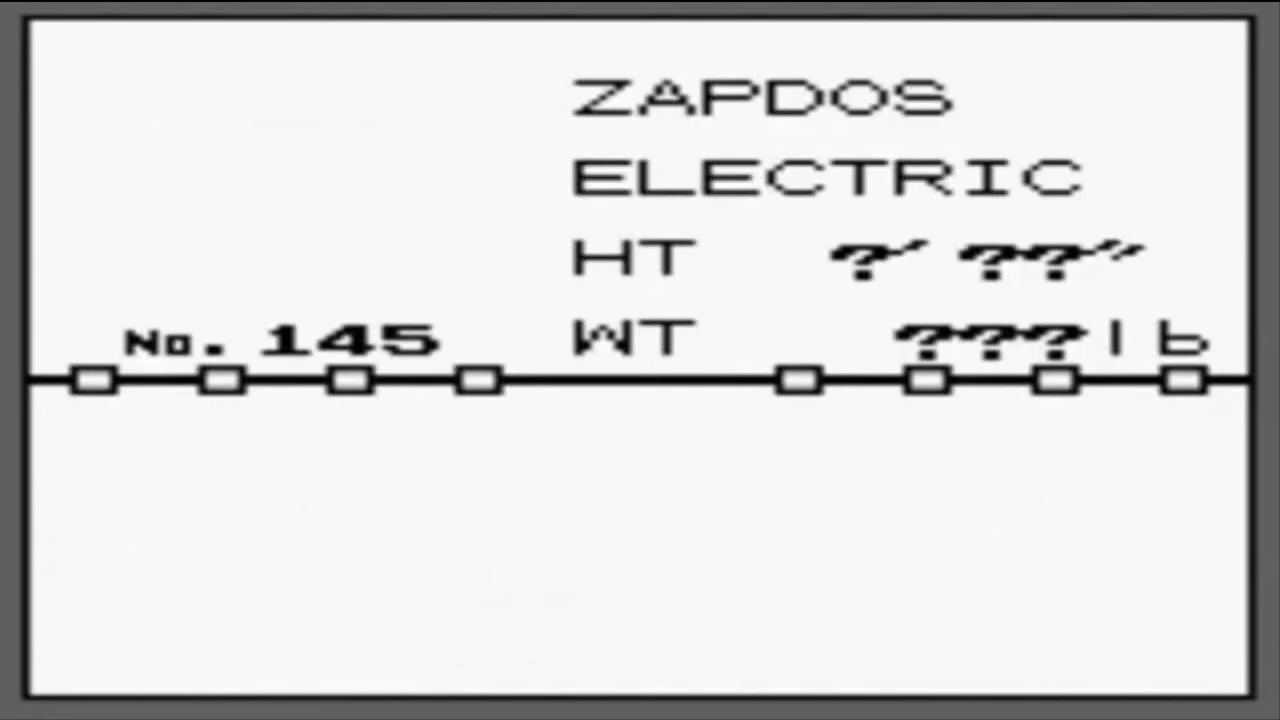 ZAPDOS
ELECTRIC
HT ?′ ??″
WT ???lb
No. 145